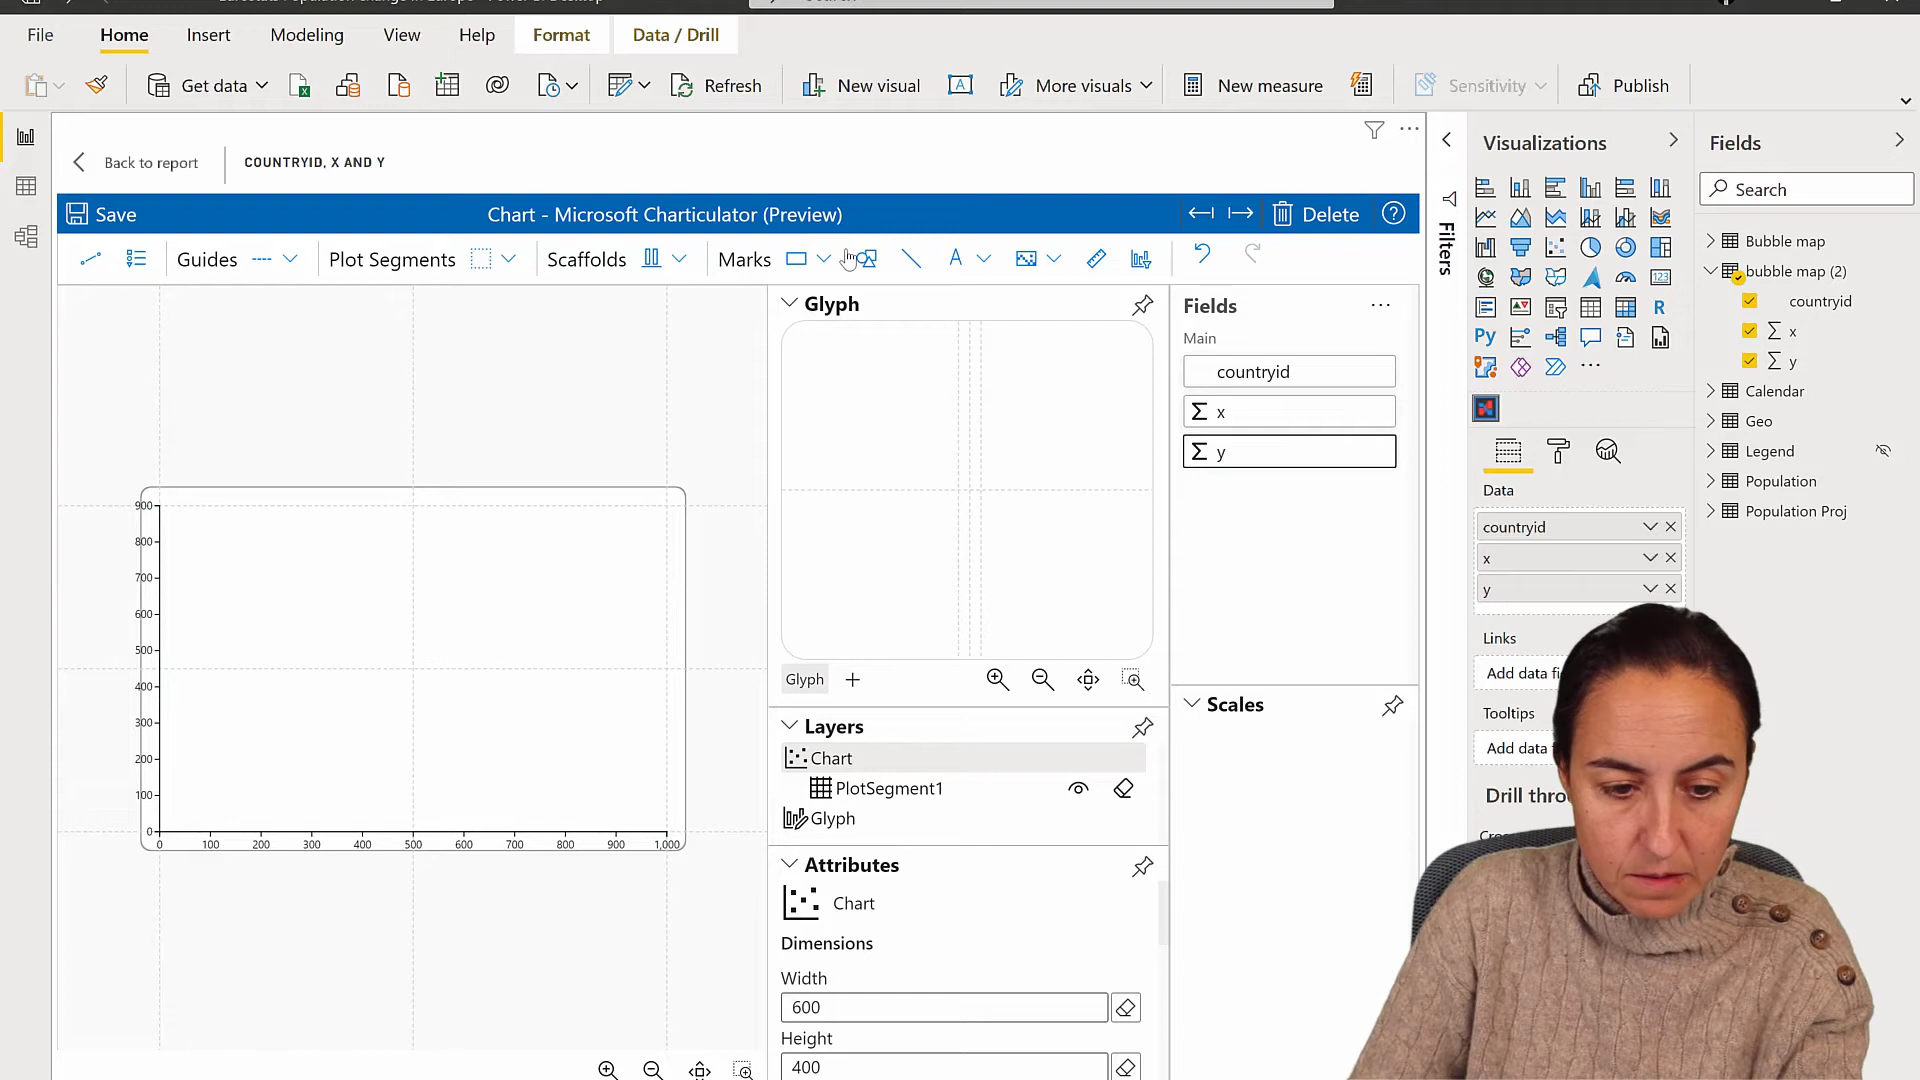 File Home Insert Modeling View Help Format Data / Drill
Get data Refresh New visual More visuals New measure Sensitivity Publish
Back to report COUNTRYID, X AND Y
Save Chart - Microsoft Charticulator (Preview) Delete
Guides Plot Segments Scaffolds Marks
Glyph
Glyph
Layers
Chart
PlotSegment1
Glyph
Attributes
Chart
Dimensions
Width
600
Height
400
900
800
700
600
500
400
300
200
100
0
0 100 200 300 400 500 600 700 800 900 1,000
Fields
Main
countryid
x
y
Scales
Filters
Visualizations
Data
countryid
x
y
Links
Tooltips
Fields
Search
Bubble map
bubble map (2)
countryid
x
y
Calendar
Geo
Legend
Population
Population Proj